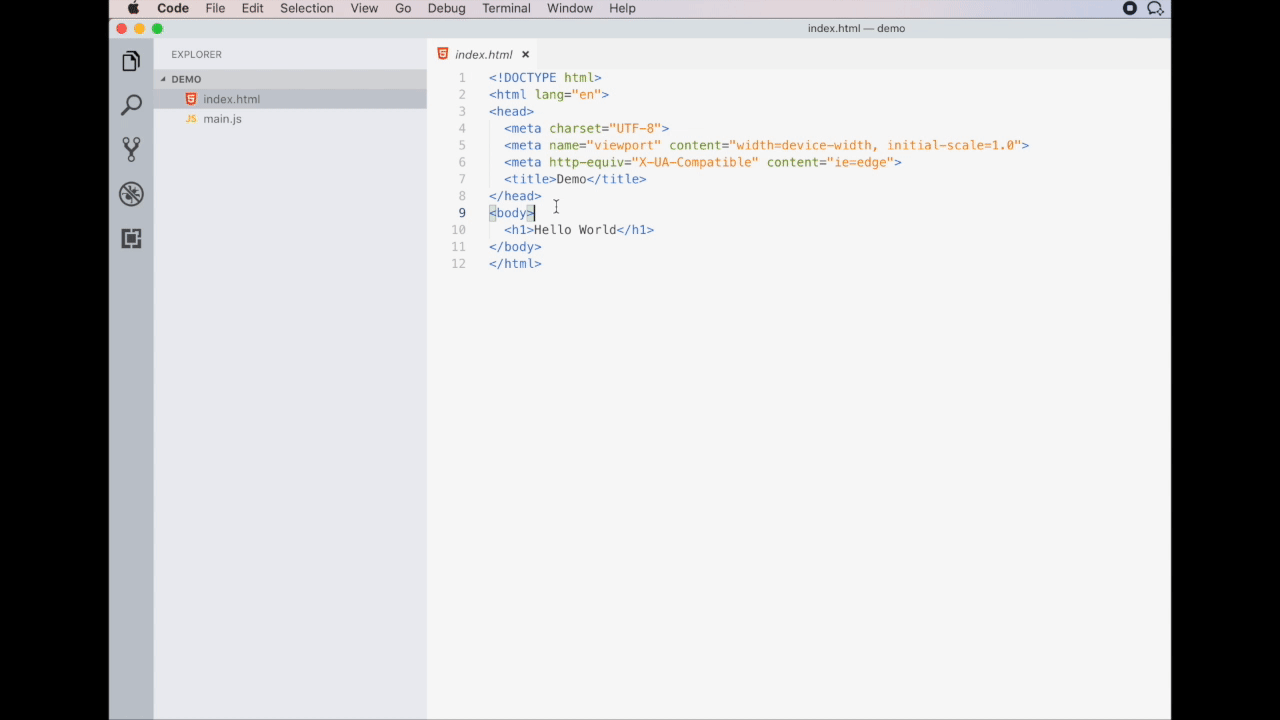 Code File Edit Selection View Go Debug Terminal Window Help
index.html — demo
EXPLORER
DEMO
index.html
JS main.js
index.html ×
1 <!DOCTYPE html>
2 <html lang="en">
3 <head>
4 <meta charset="UTF-8">
5 <meta name="viewport" content="width=device-width, initial-scale=1.0">
6 <meta http-equiv="X-UA-Compatible" content="ie=edge">
7 <title>Demo</title>
8 </head>
9 <body>
10 <h1>Hello World</h1>
11 </body>
12 </html>